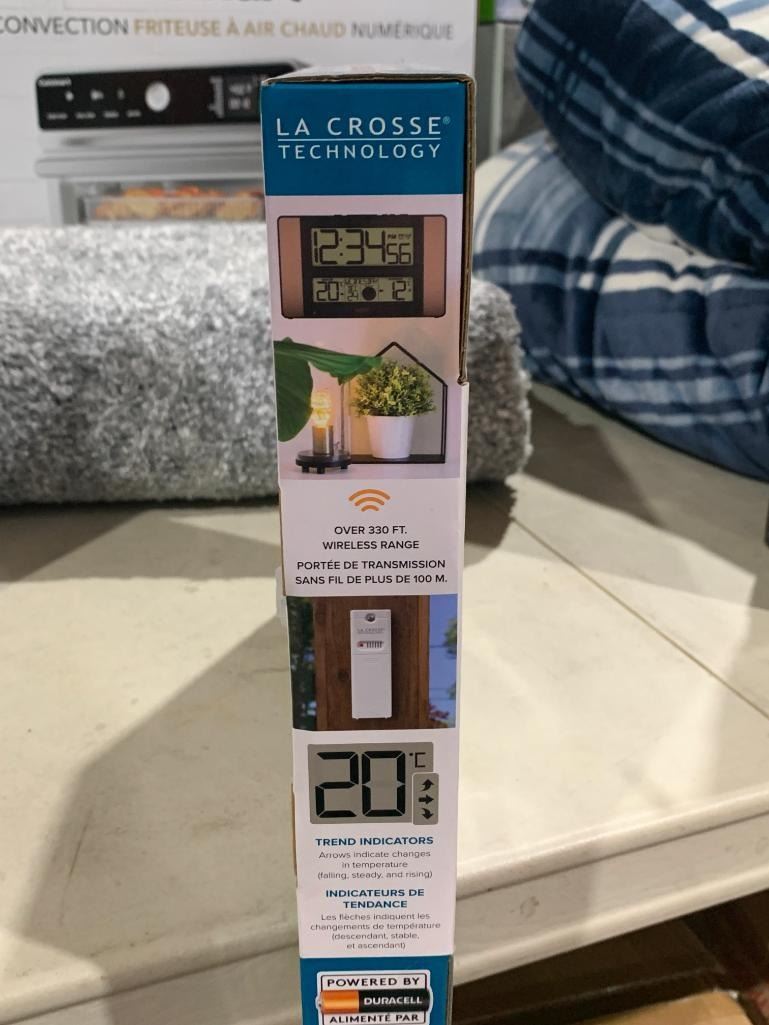 CONVECTION FRITEUSE À AIR CHAUD NUMÉRIQUE
LA CROSSE®
TECHNOLOGY
12:34 56
PM
20°
12°
OVER 330 FT.
WIRELESS RANGE
PORTÉE DE TRANSMISSION
SANS FIL DE PLUS DE 100 M.
LA CROSSE
20 °C
TREND INDICATORS
Arrows indicate changes
in temperature
(falling, steady, and rising)
INDICATEURS DE
TENDANCE
Les flèches indiquent les
changements de température
(descendant, stable,
et ascendant)
POWERED BY
DURACELL
ALIMENTÉ PAR